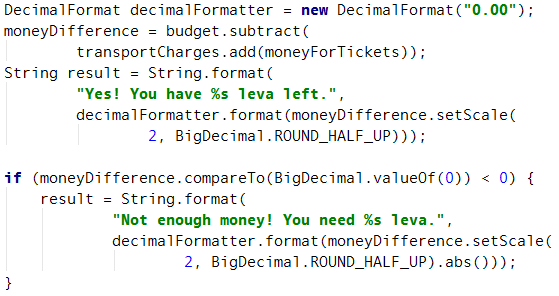 DecimalFormat decimalFormatter = new DecimalFormat("0.00");
moneyDifference = budget.subtract(
        transportCharges.add(moneyForTickets));
String result = String.format(
        "Yes! You have %s leva left.",
        decimalFormatter.format(moneyDifference.setScale(
                2, BigDecimal.ROUND_HALF_UP)));

if (moneyDifference.compareTo(BigDecimal.valueOf(0)) < 0) {
    result = String.format(
            "Not enough money! You need %s leva.",
            decimalFormatter.format(moneyDifference.setScale(
                    2, BigDecimal.ROUND_HALF_UP).abs()));
}